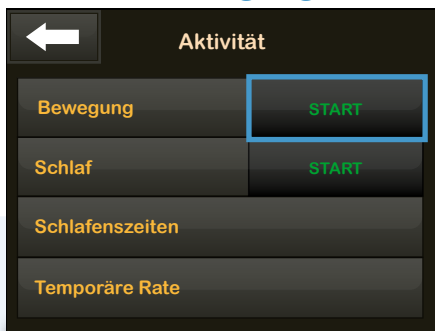 Aktivität
Bewegung START
Schlaf START
Schlafenszeiten
Temporäre Rate